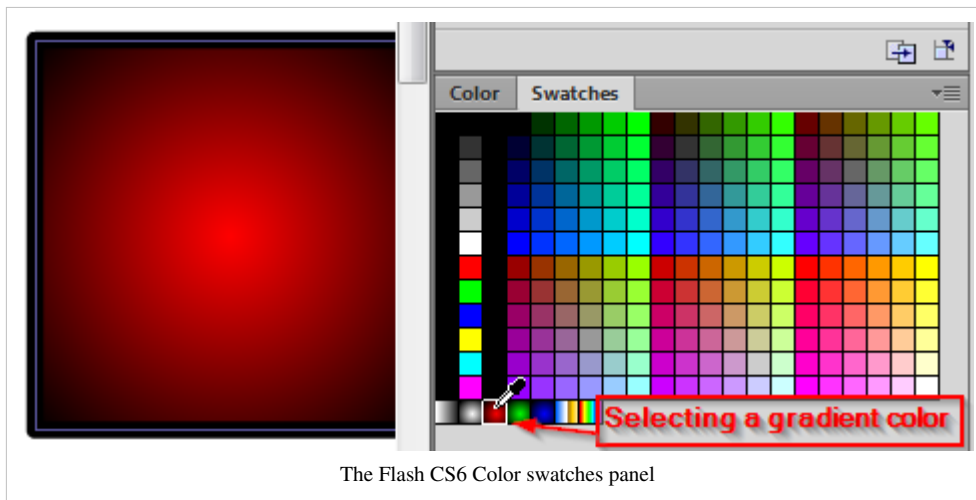 Color Swatches
Selecting a gradient color
The Flash CS6 Color swatches panel